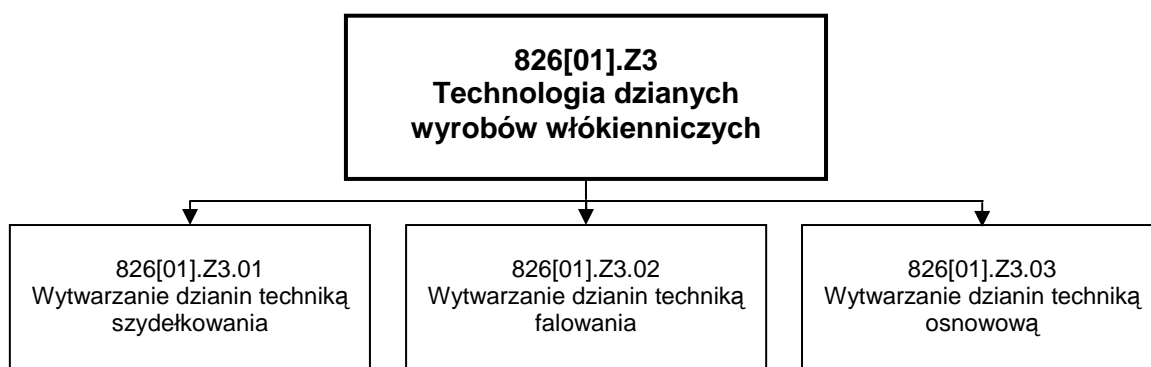 826[01].Z3
Technologia dzianych
wyrobów włókienniczych
826[01].Z3.01
Wytwarzanie dzianin techniką
szydełkowania
826[01].Z3.02
Wytwarzanie dzianin techniką
falowania
826[01].Z3.03
Wytwarzanie dzianin techniką
osnowową